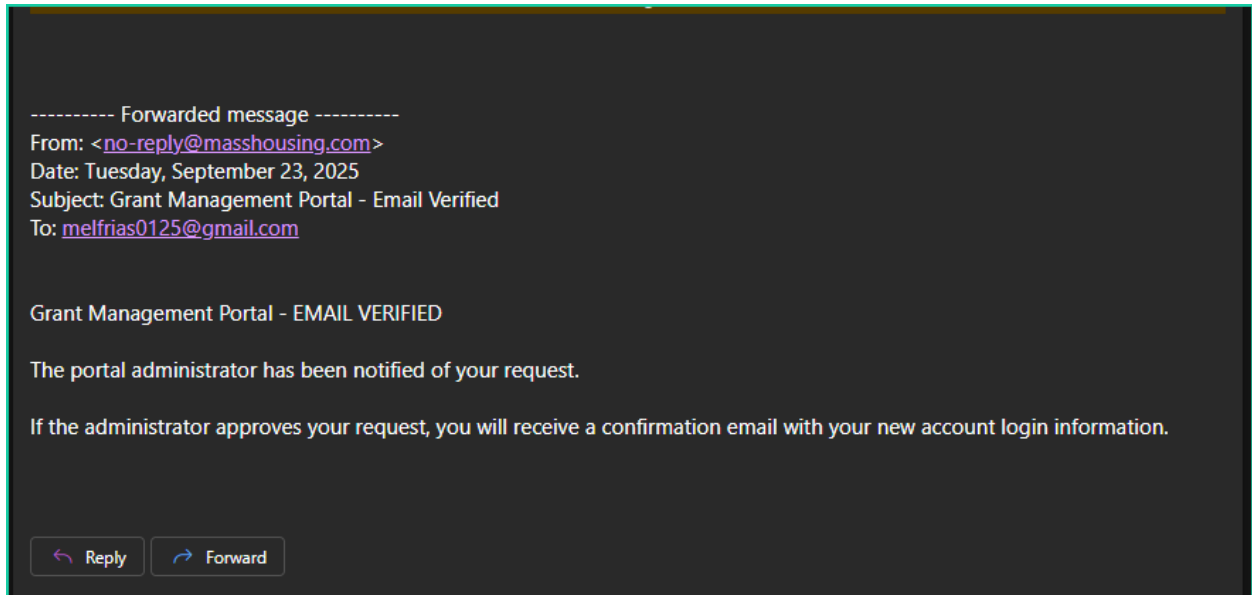 ---------- Forwarded message ----------
From: <no-reply@masshousing.com>
Date: Tuesday, September 23, 2025
Subject: Grant Management Portal - Email Verified
To: melfrias0125@gmail.com
Grant Management Portal - EMAIL VERIFIED
The portal administrator has been notified of your request.
If the administrator approves your request, you will receive a confirmation email with your new account login information.
Reply
Forward